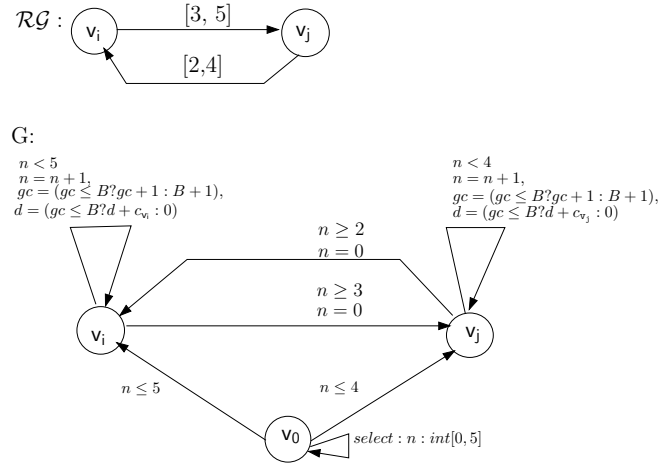 RG :
[3, 5]
v_i
v_j
[2,4]
G:
n < 5
n = n + 1,
gc = (gc ≤ B?gc + 1 : B + 1),
d = (gc ≤ B?d + c_{v_i} : 0)
n < 4
n = n + 1,
gc = (gc ≤ B?gc + 1 : B + 1),
d = (gc ≤ B?d + c_{v_j} : 0)
n ≥ 2
n = 0
n ≥ 3
n = 0
v_i
v_j
n ≤ 5
n ≤ 4
v_0
select : n : int[0, 5]